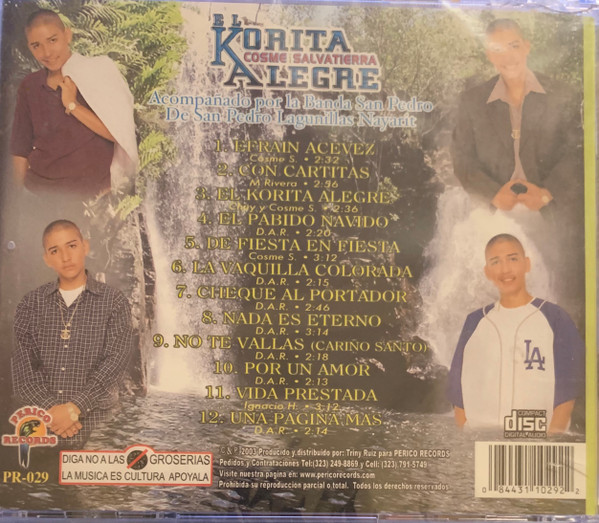 EL
KORITA
COSME SALVATIERRA
ALEGRE
Acompañado por la Banda San Pedro
De San Pedro Lagunillas Nayarit
1. EFRAIN ACEVEZ
Cosme S. • 2:32
2. CON CARTITAS
M Rivera • 2:56
3. EL KORITA ALEGRE
y Cosme S. • 2:36
4. EL PABIDO NAVIDO
D.A.R. • 2:20
5. DE FIESTA EN FIESTA
Cosme S. • 3:12
6. LA VAQUILLA COLORADA
D.A.R. • 2:15
7. CHEQUE AL PORTADOR
D.A.R. • 2:46
8. NADA ES ETERNO
D.A.R. • 3:14
9. NO TE VALLAS (CARIÑO SANTO)
D.A.R. • 2:18
10. POR UN AMOR
D.A.R. • 2:13
11. VIDA PRESTADA
Ignacio H. • 3:12
12. UNA PAGINA MAS
D.A.R. • 2:14
LA
PERICO
RECORDS
PR-029
DIGA NO A LAS GROSERIAS
LA MUSICA ES CULTURA APOYALA
© & ℗ 2003 Producido y distribuido por: Triny Ruiz para PERICO RECORDS
Pedidos y Contrataciones Tel:(323) 249-8869 y Cell: (323) 791-5749
Visite nuestra pagina en: www.pericorecords.com
Prohibida su reproducción parcial o total. Todos los derechos reservados
COMPACT
disc
DIGITAL AUDIO
0 84431 10292 2